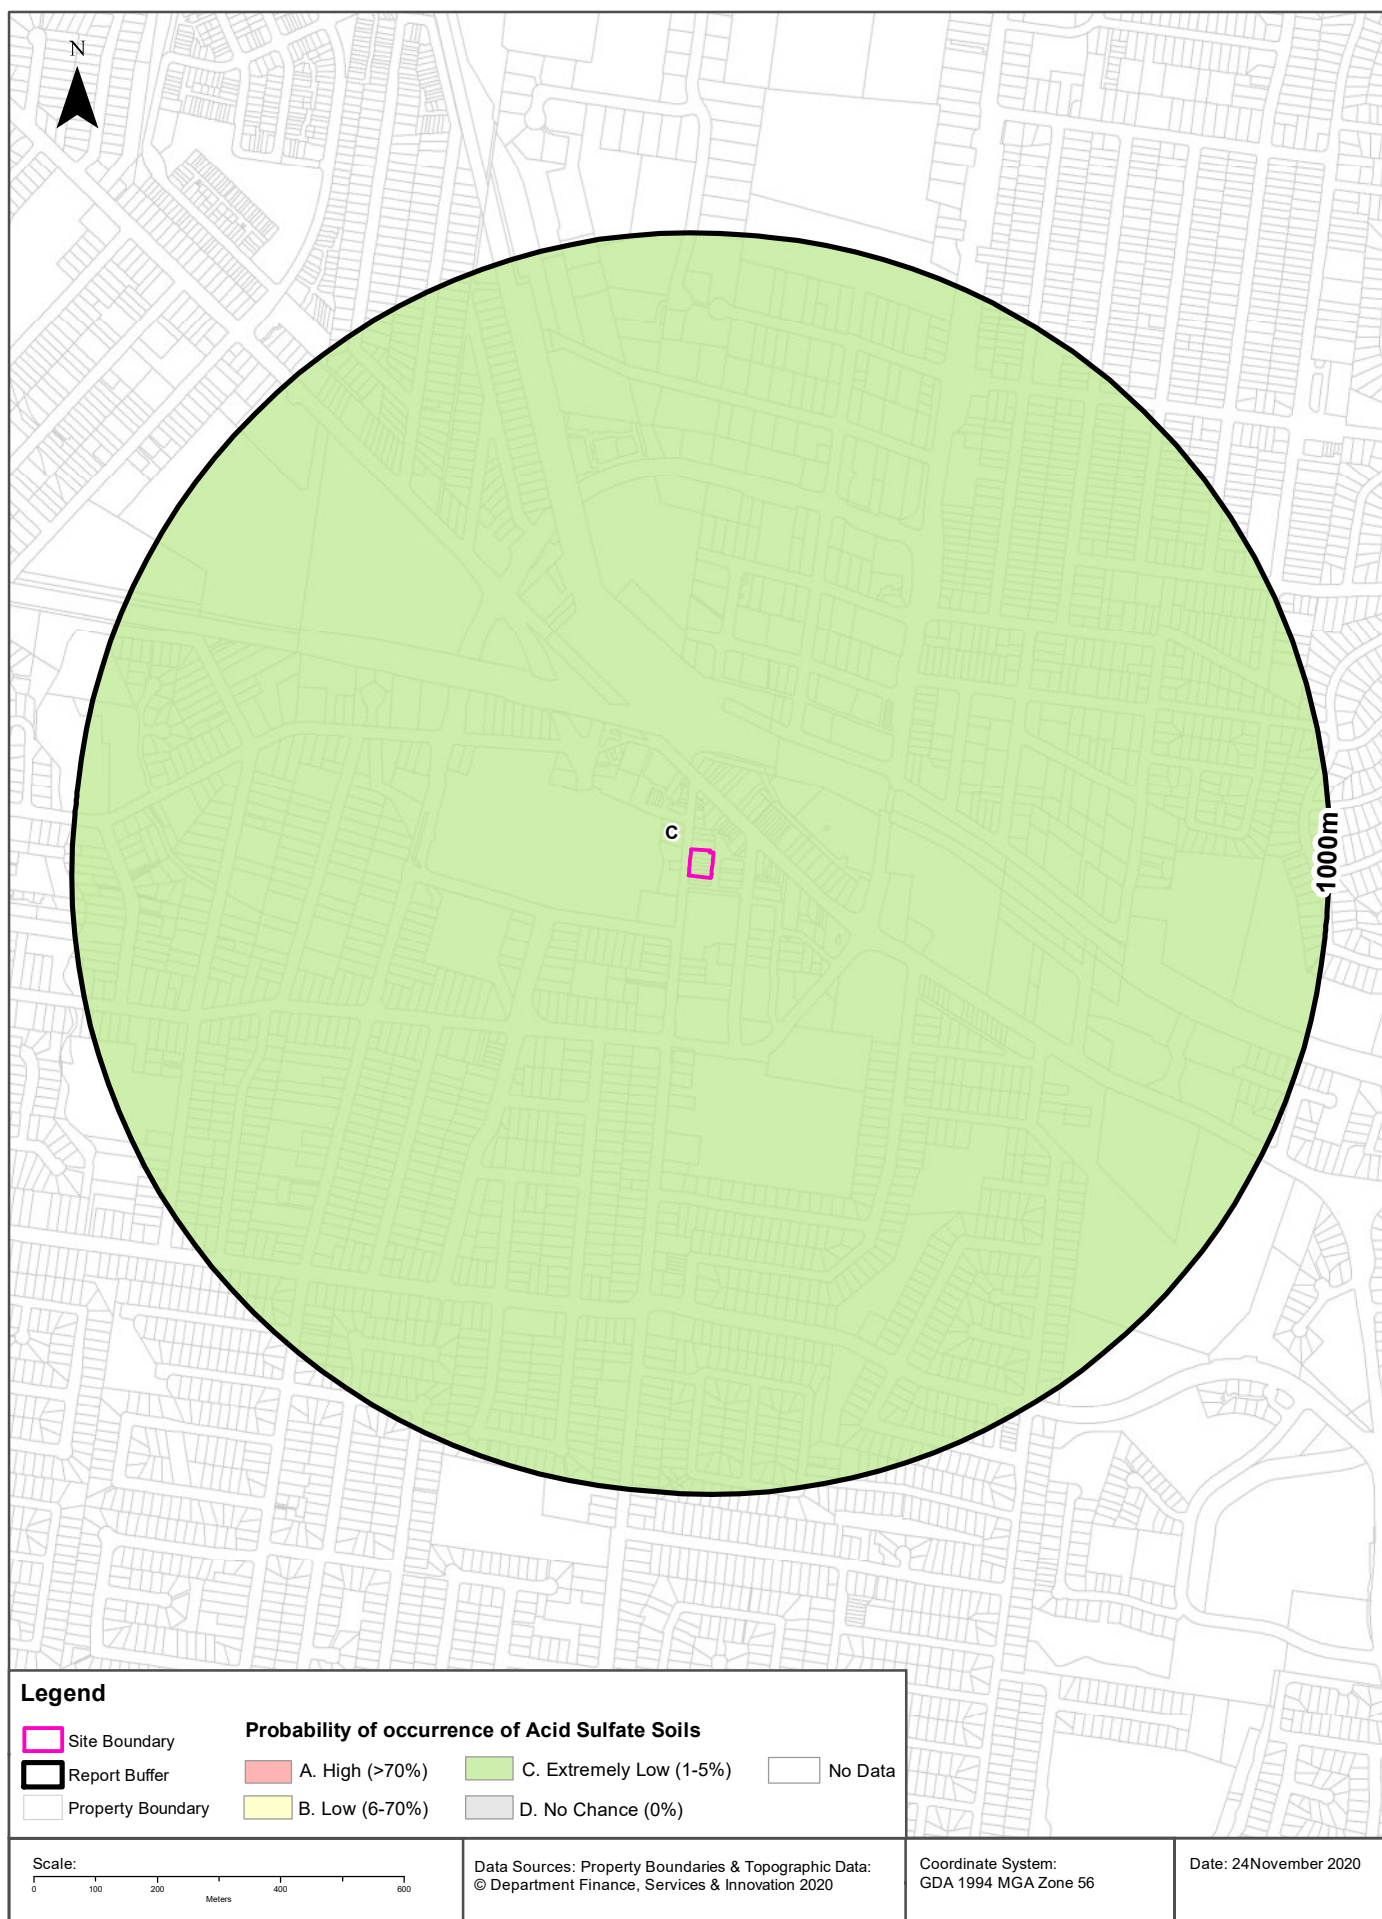 N
C
1000m
Legend
Site Boundary
Report Buffer
Property Boundary
Probability of occurrence of Acid Sulfate Soils
A. High (>70%)
C. Extremely Low (1-5%)
No Data
B. Low (6-70%)
D. No Chance (0%)
Scale:
0 100 200 400 600
Meters
Data Sources: Property Boundaries & Topographic Data:
© Department Finance, Services & Innovation 2020
Coordinate System:
GDA 1994 MGA Zone 56
Date: 24November 2020